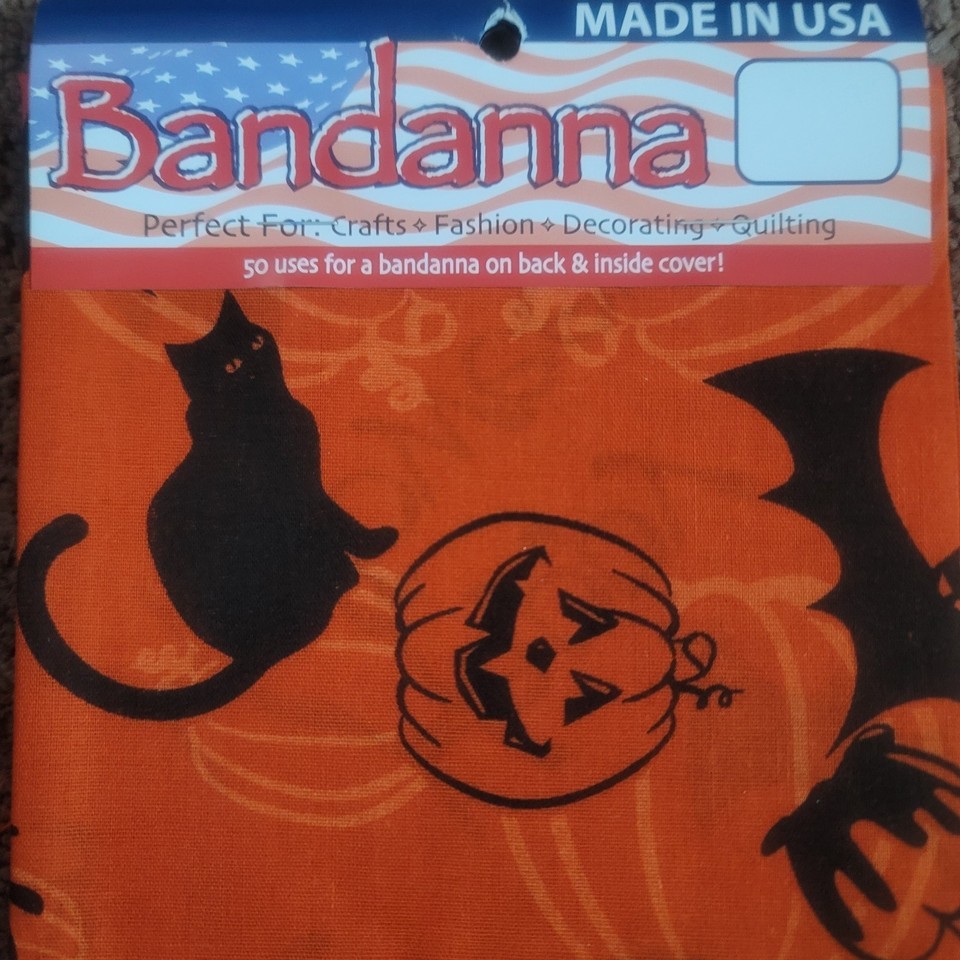 MADE IN USA
Bandanna
Perfect For: Crafts ✧ Fashion ✧ Decorating ✧ Quilting
50 uses for a bandanna on back & inside cover!